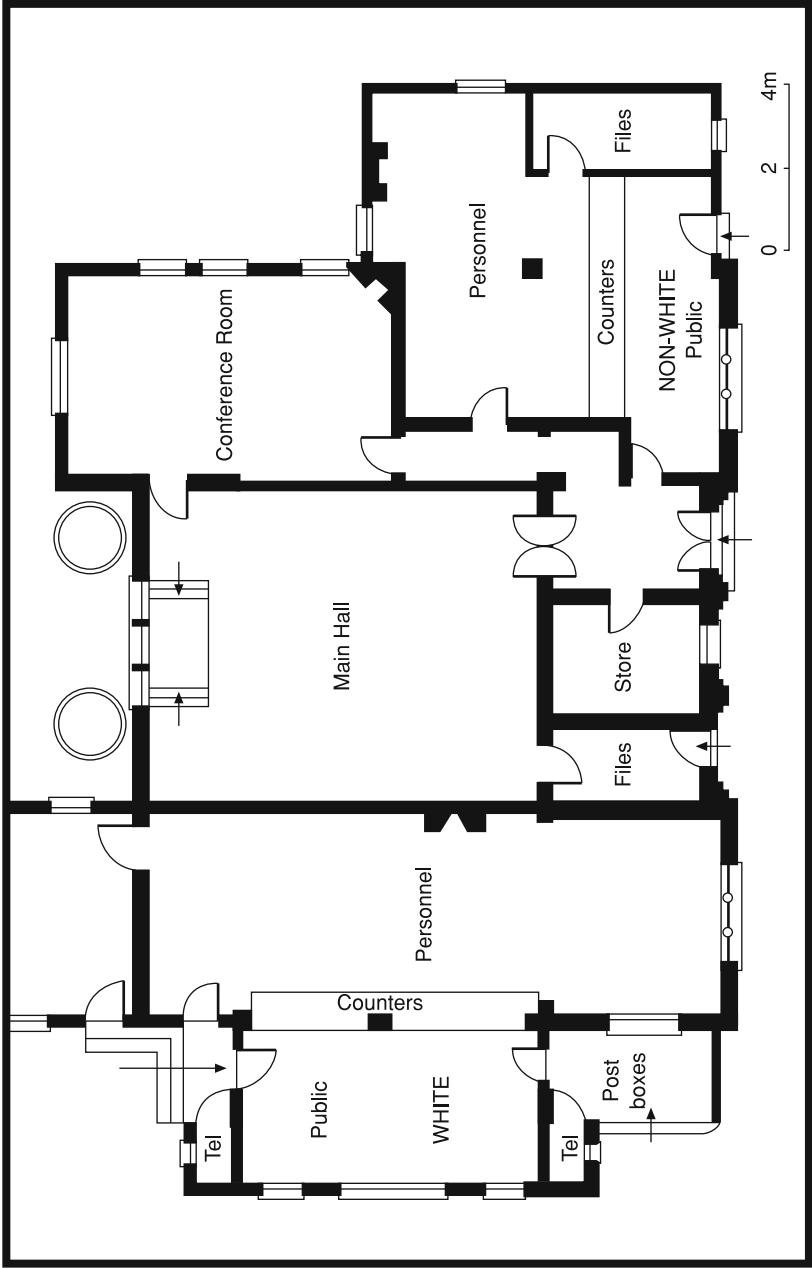 Conference Room
Personnel
Files
Counters
NON-WHITE
Public
0 2 4m
Main Hall
Store
Files
Personnel
Counters
Public
WHITE
Tel
Tel
Post
boxes